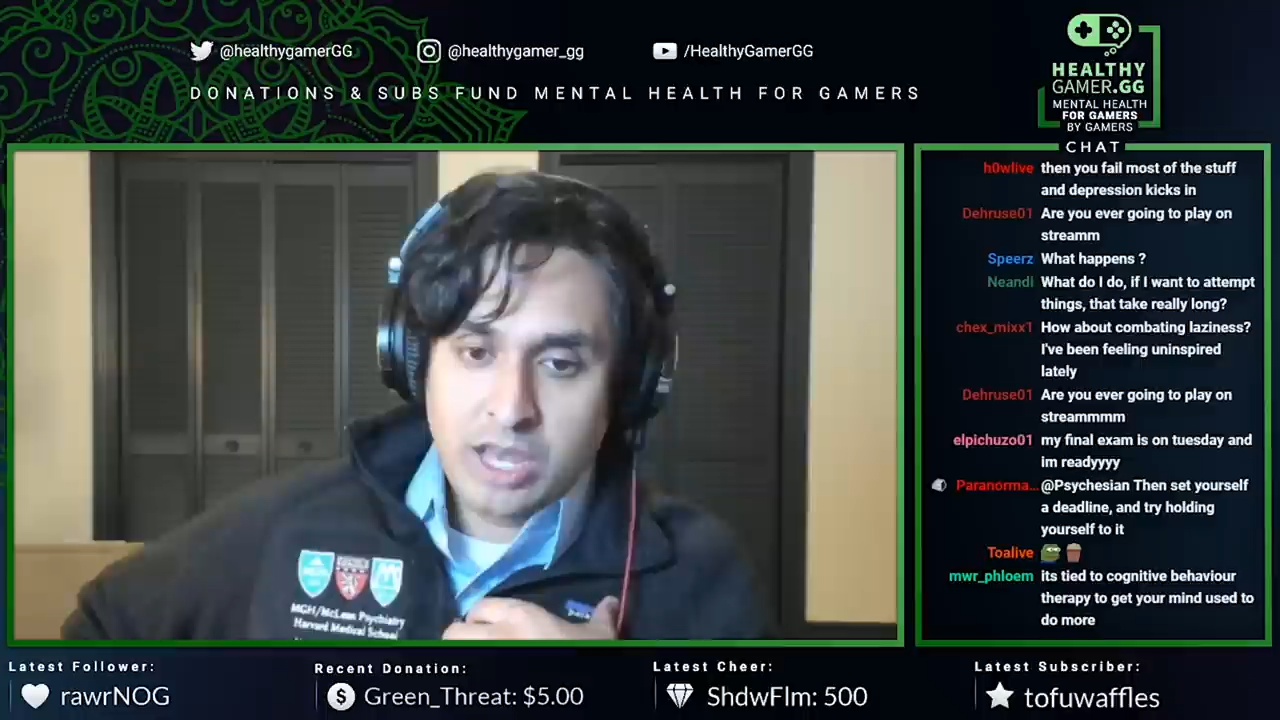 @healthygamerGG
@healthygamer_gg
/HealthyGamerGG
DONATIONS & SUBS FUND MENTAL HEALTH FOR GAMERS
HEALTHY
GAMER.GG
MENTAL HEALTH
FOR GAMERS
BY GAMERS
CHAT
h0wlive then you fail most of the stuff
and depression kicks in
Dehruse01 Are you ever going to play on
streamm
Speerz What happens ?
Neandi What do I do, if I want to attempt
things, that take really long?
chex_mixx1 How about combating laziness?
I've been feeling uninspired
lately
Dehruse01 Are you ever going to play on
streammmm
elpichuzo01 my final exam is on tuesday and
im readyyyy
Paranorma... @Psychesian Then set yourself
a deadline, and try holding
yourself to it
Toalive
mwr_phloem Its tied to cognitive behaviour
therapy to get your mind used to
do more
MGH/McLean Psychiatry
Harvard Medical School
Latest Follower:
rawrNOG
Recent Donation:
Green_Threat: $5.00
Latest Cheer:
ShdwFlm: 500
Latest Subscriber:
tofuwaffles